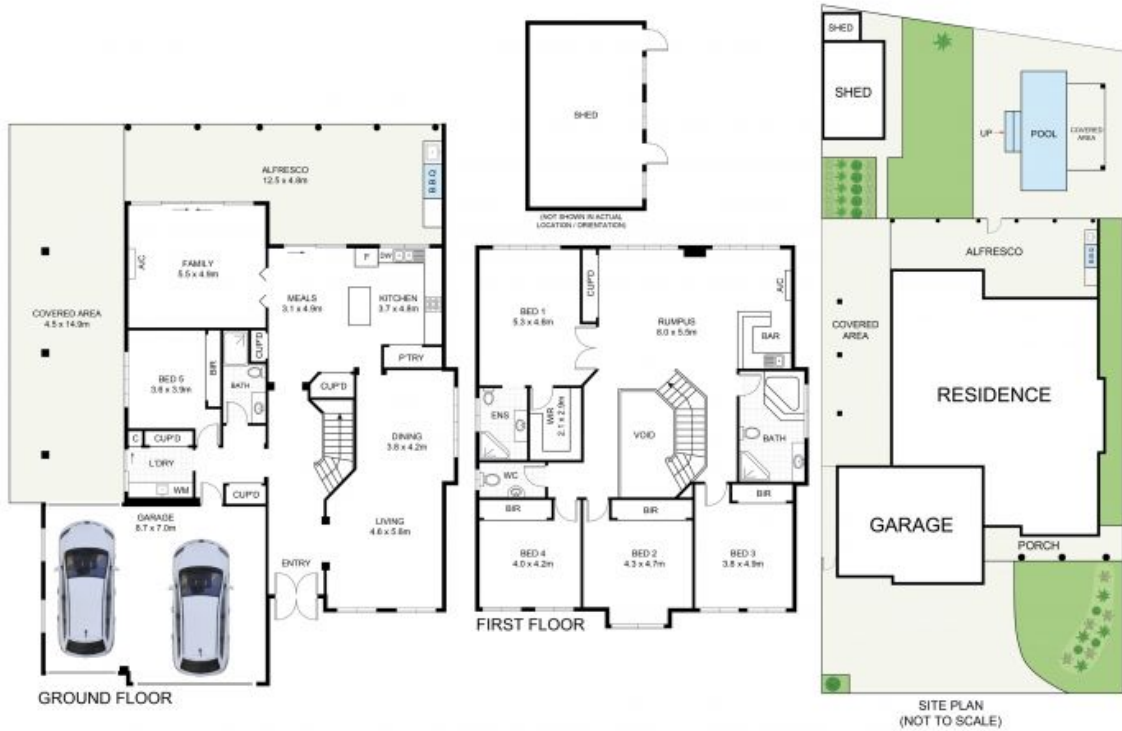 ALFRESCO
12.5 x 4.8m
BBQ
A/C
FAMILY
5.5 x 4.9m
F
DW
MEALS
3.1 x 4.9m
KITCHEN
3.7 x 4.8m
COVERED AREA
4.5 x 14.9m
P'TRY
CUP'D
BATH
BIR
BED 5
3.6 x 3.9m
CUP'D
C
CUP'D
L'DRY
WM
CUP'D
DINING
3.8 x 4.2m
GARAGE
8.7 x 7.0m
LIVING
4.6 x 5.8m
ENTRY
GROUND FLOOR
SHED
(NOT SHOWN IN ACTUAL
LOCATION / ORIENTATION)
BED 1
5.3 x 4.6m
CUP'D
RUMPUS
8.0 x 5.5m
A/C
BAR
ENS
WIR
2.1 x 2.0m
VOID
BATH
WC
BIR
BIR
BIR
BED 4
4.0 x 4.2m
BED 2
4.3 x 4.7m
BED 3
3.8 x 4.9m
FIRST FLOOR
SHED
SHED
UP
POOL
COVERED
AREA
ALFRESCO
BBQ
COVERED
AREA
RESIDENCE
GARAGE
PORCH
SITE PLAN
(NOT TO SCALE)